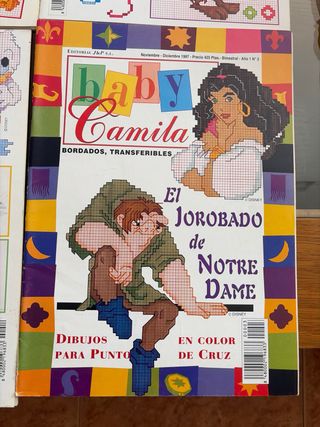 EDITORIAL J&P S.L.
Noviembre - Diciembre 1997 - Precio 425 Ptas. - Bimestral - Año 1 Nº 3
baby
Camila
BORDADOS, TRANSFERIBLES
© DISNEY
El
JOROBADO
de
NOTRE
DAME
© DISNEY
DIBUJOS EN COLOR
PARA PUNTO DE CRUZ